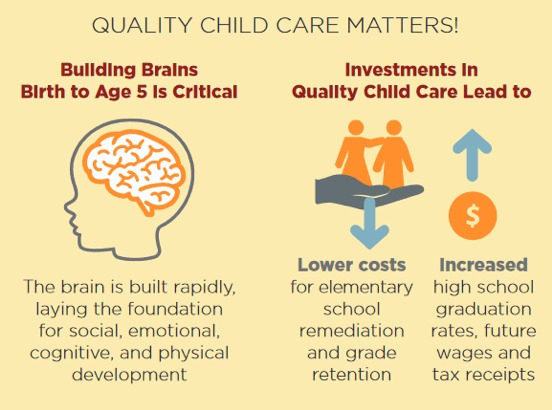 QUALITY CHILD CARE MATTERS!
Building Brains
Birth to Age 5 Is Critical
The brain is built rapidly,
laying the foundation
for social, emotional,
cognitive, and physical
development
Investments in
Quality Child Care Lead to
Lower costs
for elementary
school
remediation
and grade
retention
$
Increased
high school
graduation
rates, future
wages and
tax receipts